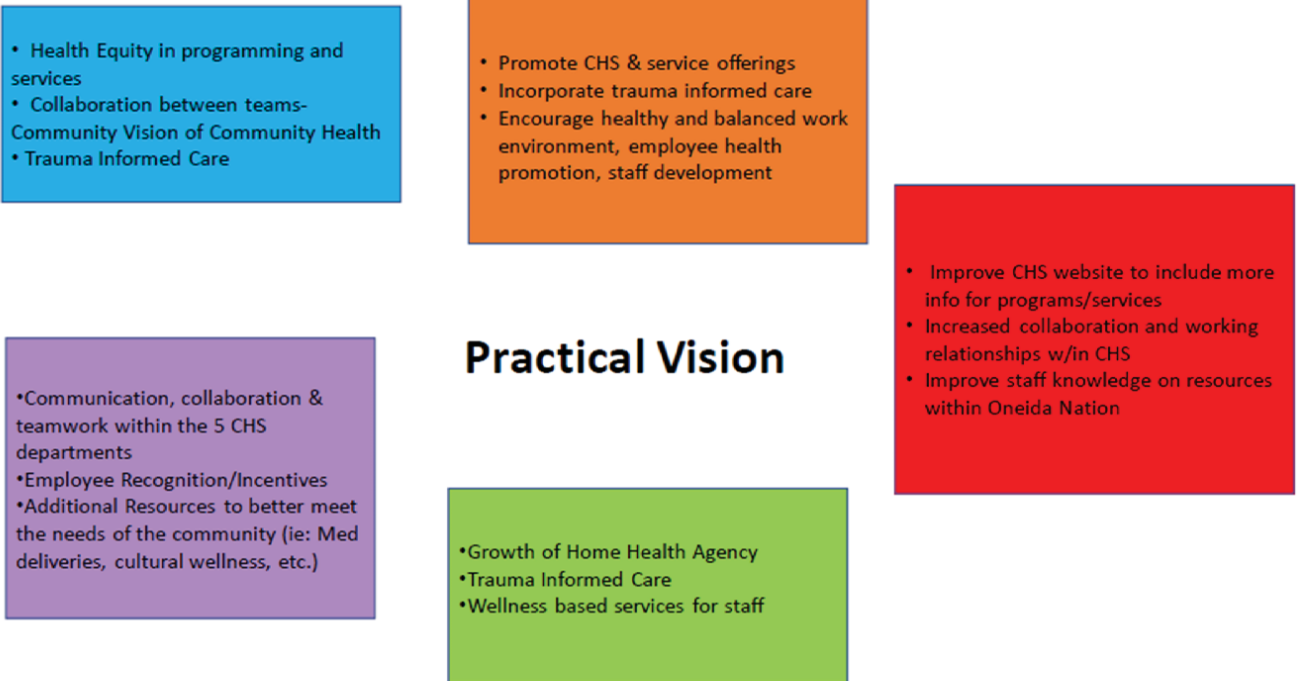 • Health Equity in programming and
services
• Collaboration between teams-
Community Vision of Community Health
• Trauma Informed Care
• Promote CHS & service offerings
• Incorporate trauma informed care
• Encourage healthy and balanced work
environment, employee health
promotion, staff development
• Improve CHS website to include more
info for programs/services
• Increased collaboration and working
relationships w/in CHS
• Improve staff knowledge on resources
within Oneida Nation
Practical Vision
•Communication, collaboration &
teamwork within the 5 CHS
departments
•Employee Recognition/Incentives
•Additional Resources to better meet
the needs of the community (ie: Med
deliveries, cultural wellness, etc.)
•Growth of Home Health Agency
•Trauma Informed Care
•Wellness based services for staff